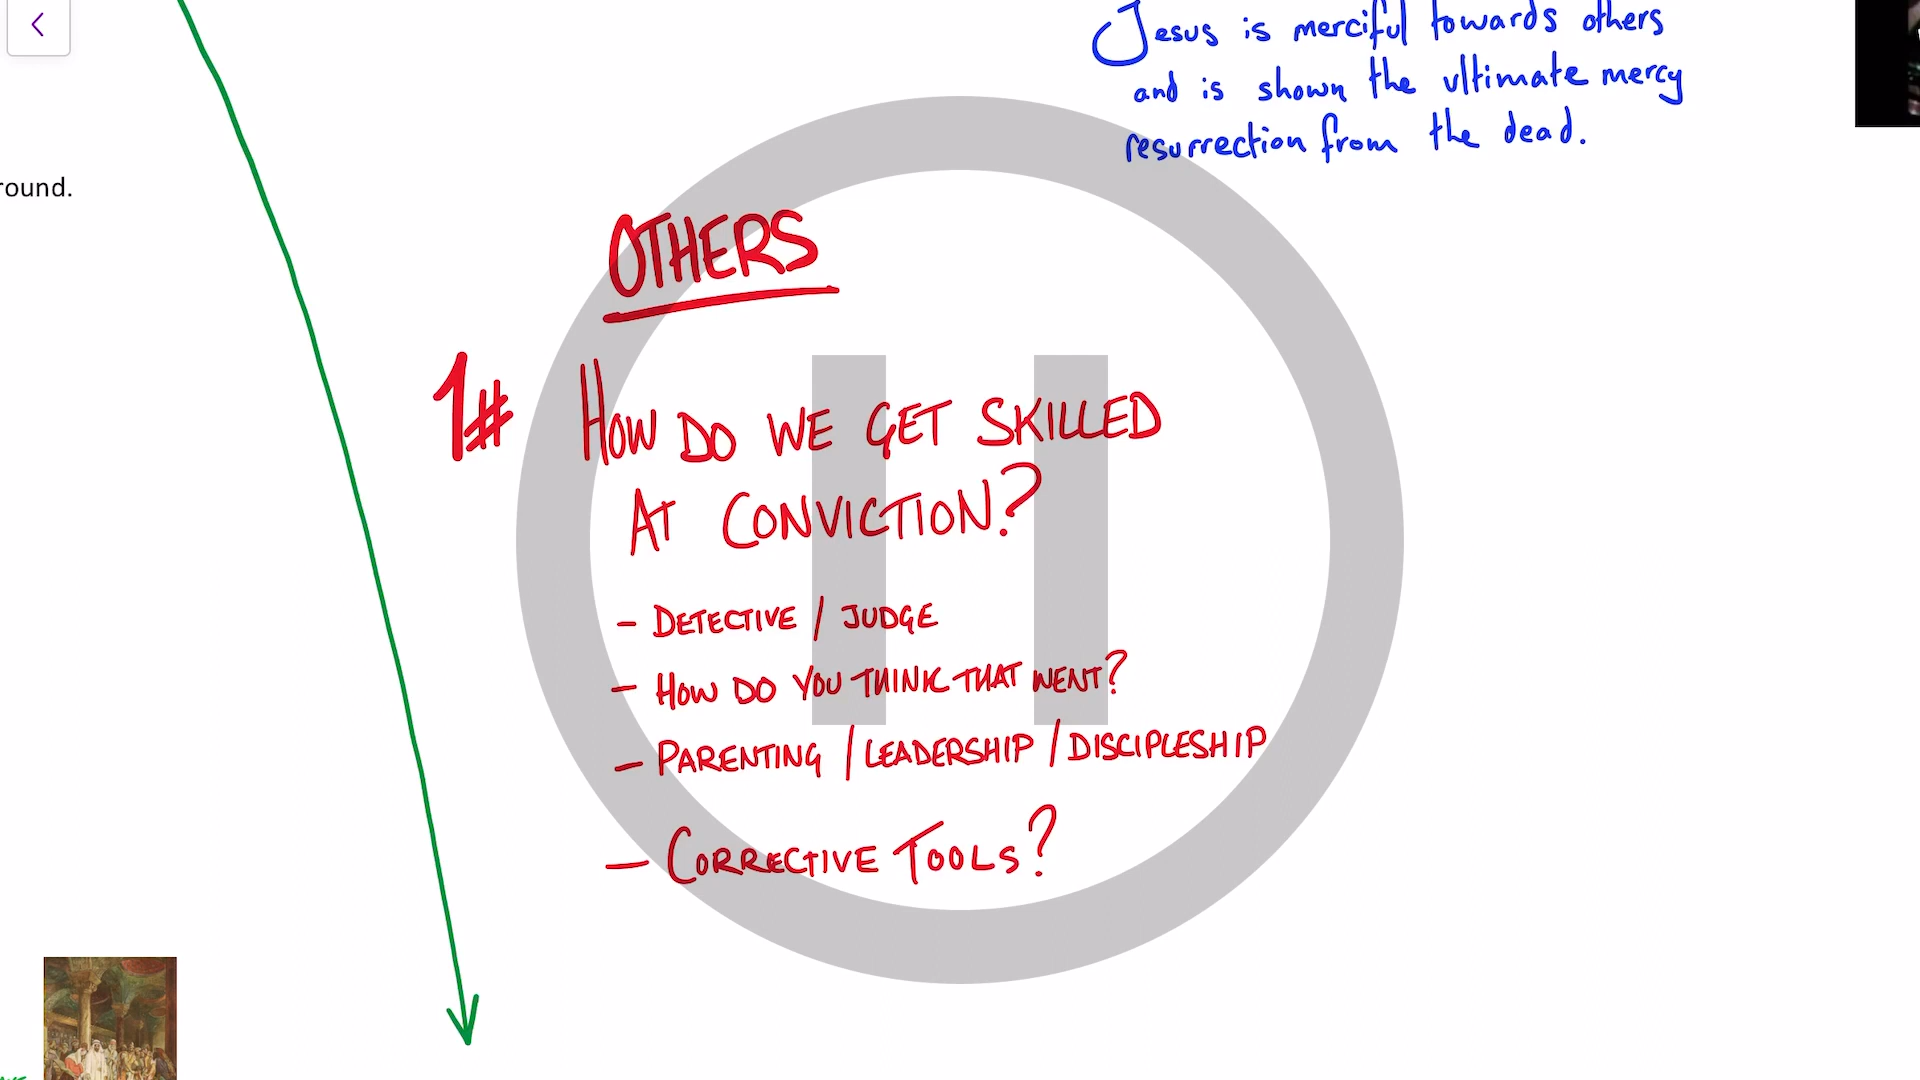 Jesus is merciful towards others
and is shown the ultimate mercy
resurrection from the dead.
round.
OTHERS
1# HOW DO WE GET SKILLED
AT CONVICTION?
- DETECTIVE / JUDGE
- HOW DO YOU THINK THAT WENT?
- PARENTING / LEADERSHIP / DISCIPLESHIP
- CORRECTIVE TOOLS?